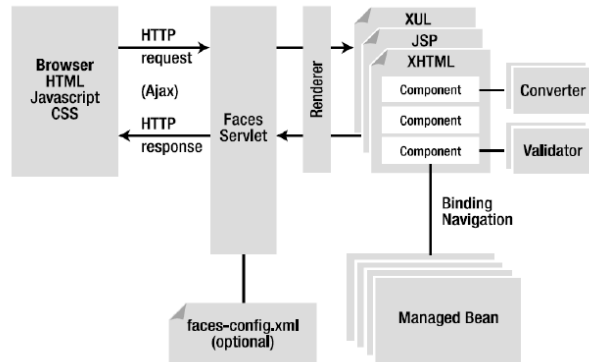 Browser
HTML
Javascript
CSS
HTTP
request
(Ajax)
HTTP
response
Faces
Servlet
Renderer
XUL
JSP
XHTML
Component
Component
Component
Converter
Validator
Binding
Navigation
Managed Bean
faces-config.xml
(optional)